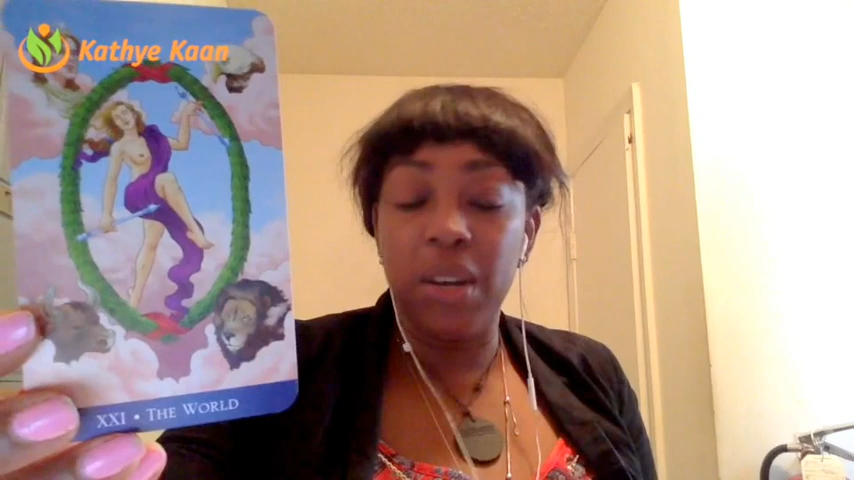 Kathye Kaan
XXI • THE WORLD